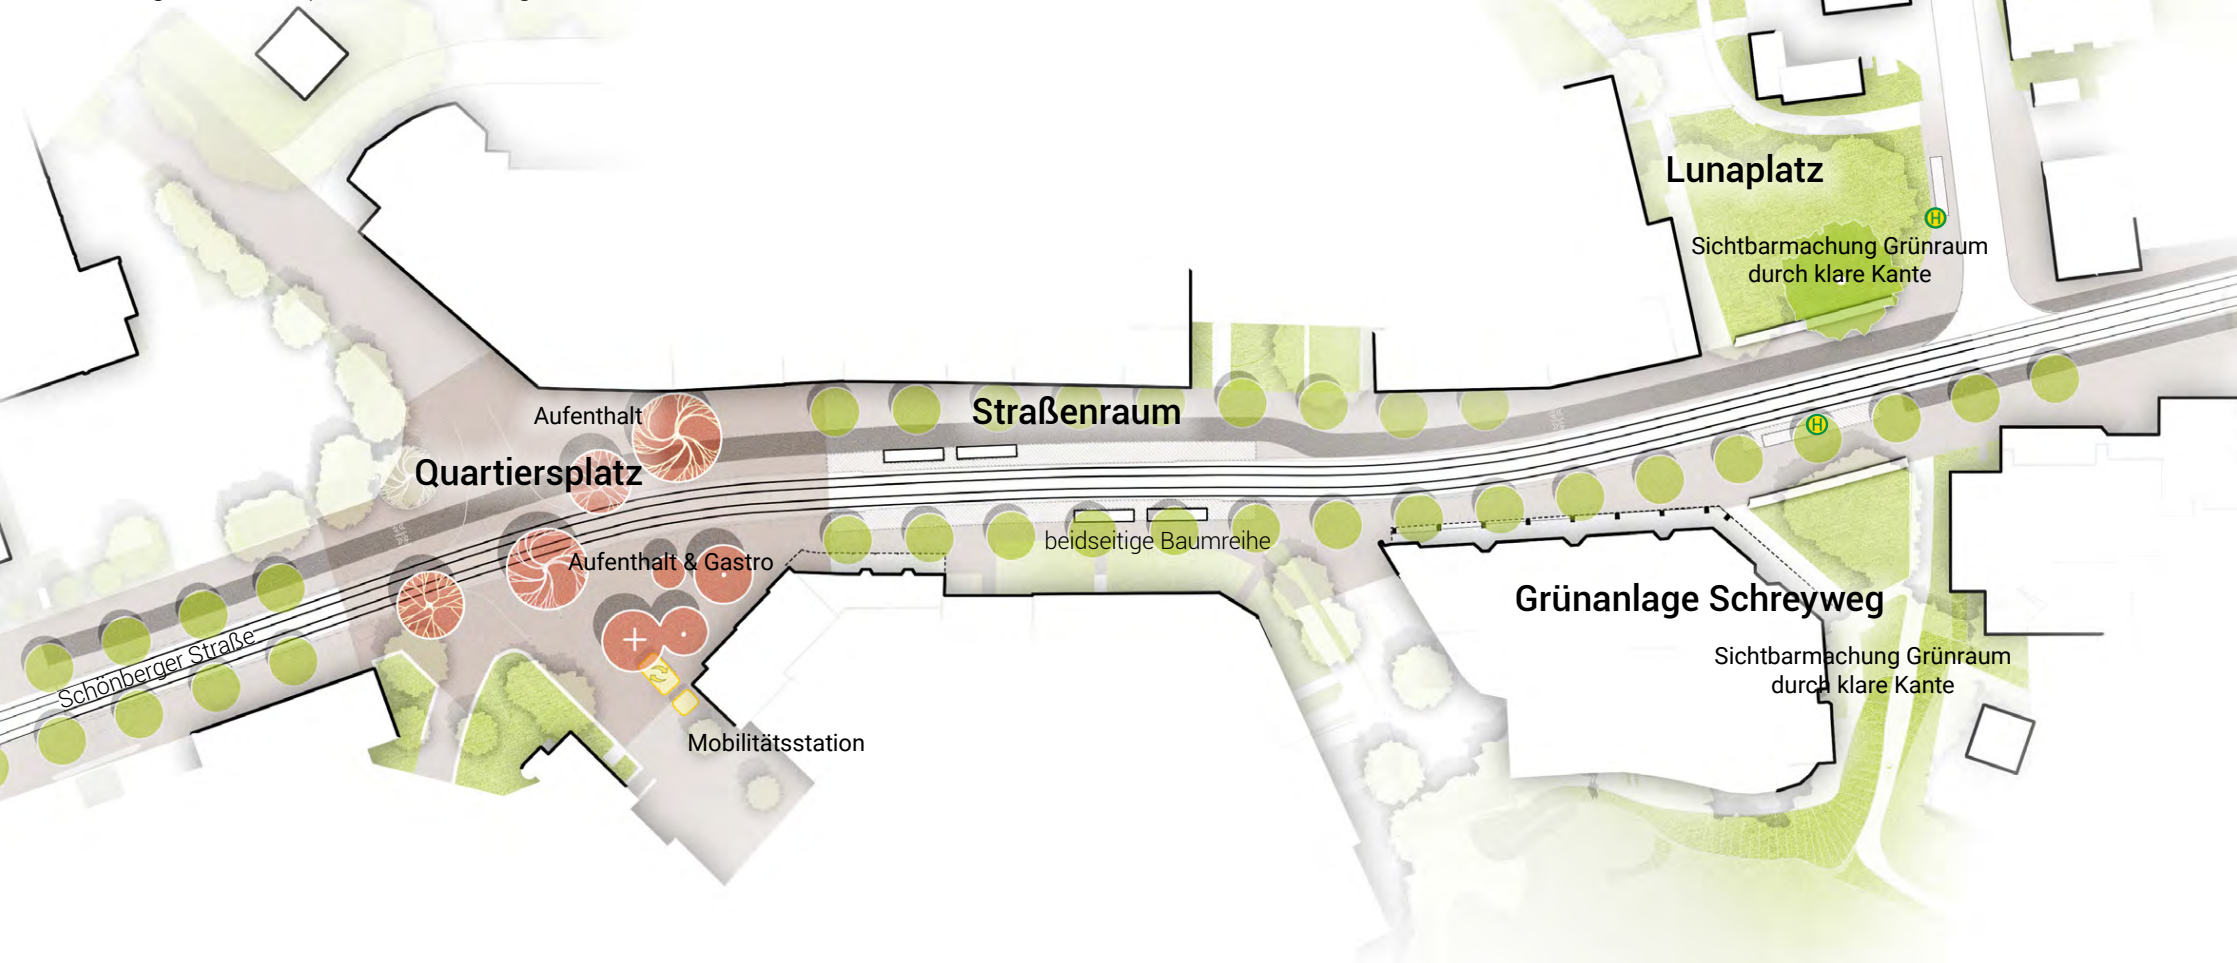 Lunaplatz
H
Sichtbarmachung Grünraum
durch klare Kante
Aufenthalt
Straßenraum
H
Quartiersplatz
beidseitige Baumreihe
Aufenthalt & Gastro
Grünanlage Schreyweg
Schönberger Straße
Sichtbarmachung Grünraum
durch klare Kante
Mobilitätsstation